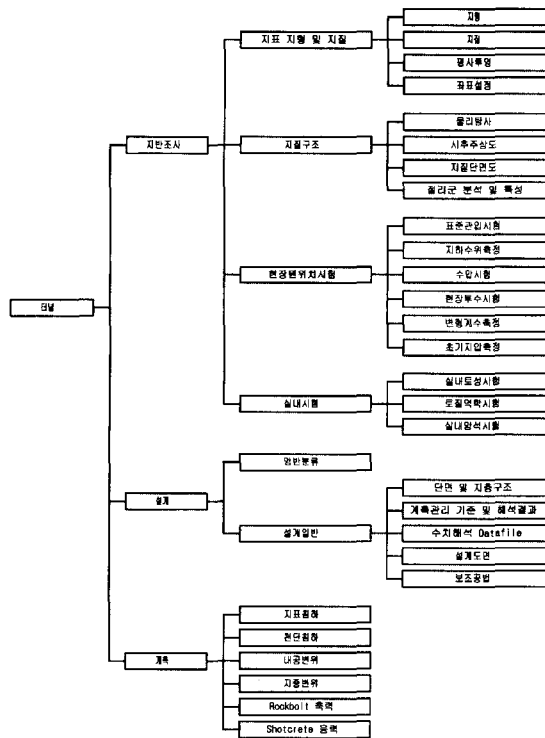 터널
지반조사
지표 지형 및 지질
지형
지질
평사투영
좌표설정
지질구조
물리탐사
시추주상도
지질단면도
절리군 분석 및 특성
현장원위치시험
표준관입시험
지하수위측정
수압시험
현장투수시험
변형계수측정
초기지압측정
실내시험
실내토성시험
토질역학시험
실내암석시험
설계
암반분류
설계일반
단면 및 지층구조
계측관리 기준 및 해석결과
수치해석 Datafile
설계도면
보조공법
계측
지표침하
천단침하
내공변위
지중변위
Rockbolt 축력
Shotcrete 응력